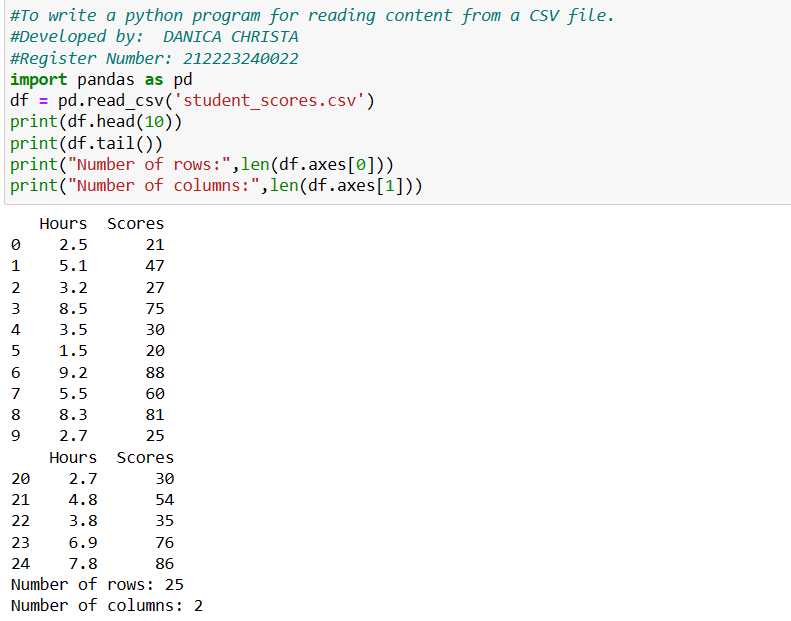 #To write a python program for reading content from a CSV file.
#Developed by:  DANICA CHRISTA
#Register Number: 212223240022
import pandas as pd
df = pd.read_csv('student_scores.csv')
print(df.head(10))
print(df.tail())
print("Number of rows:",len(df.axes[0]))
print("Number of columns:",len(df.axes[1]))
   Hours  Scores
0    2.5      21
1    5.1      47
2    3.2      27
3    8.5      75
4    3.5      30
5    1.5      20
6    9.2      88
7    5.5      60
8    8.3      81
9    2.7      25
    Hours  Scores
20    2.7      30
21    4.8      54
22    3.8      35
23    6.9      76
24    7.8      86
Number of rows: 25
Number of columns: 2